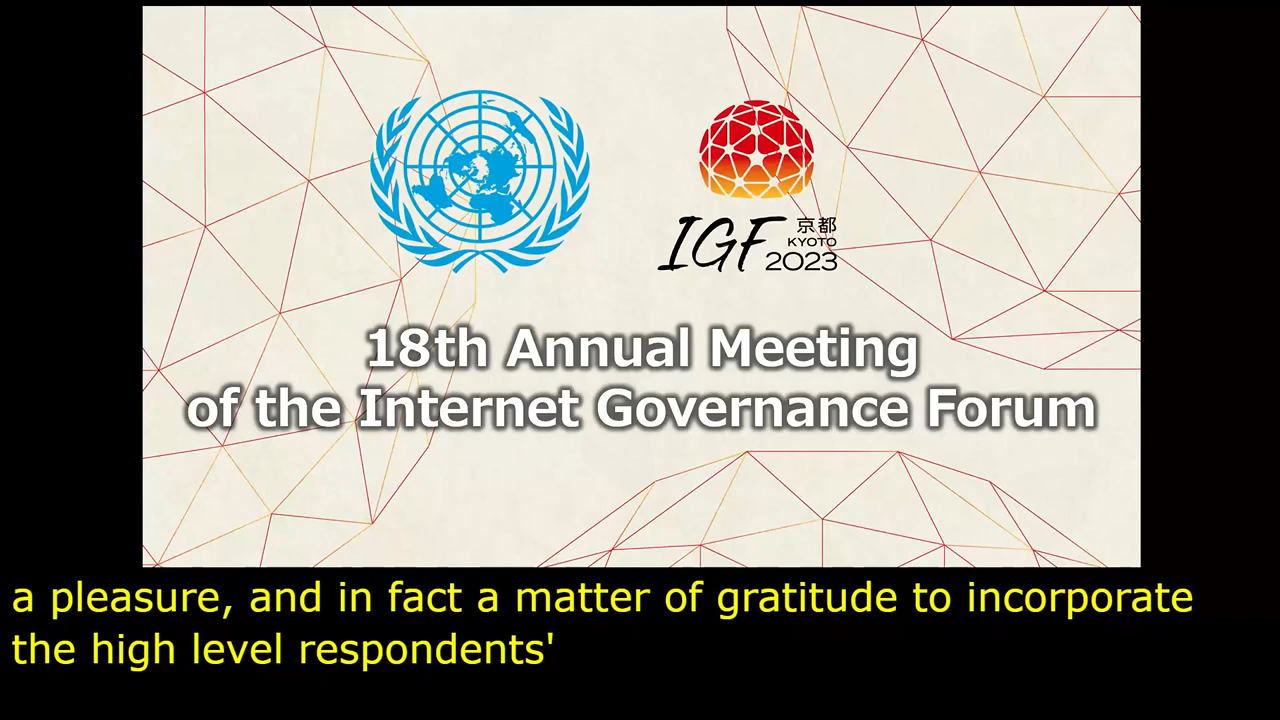 IGF 京都
KYOTO
2023
18th Annual Meeting
of the Internet Governance Forum
a pleasure, and in fact a matter of gratitude to incorporate
the high level respondents'